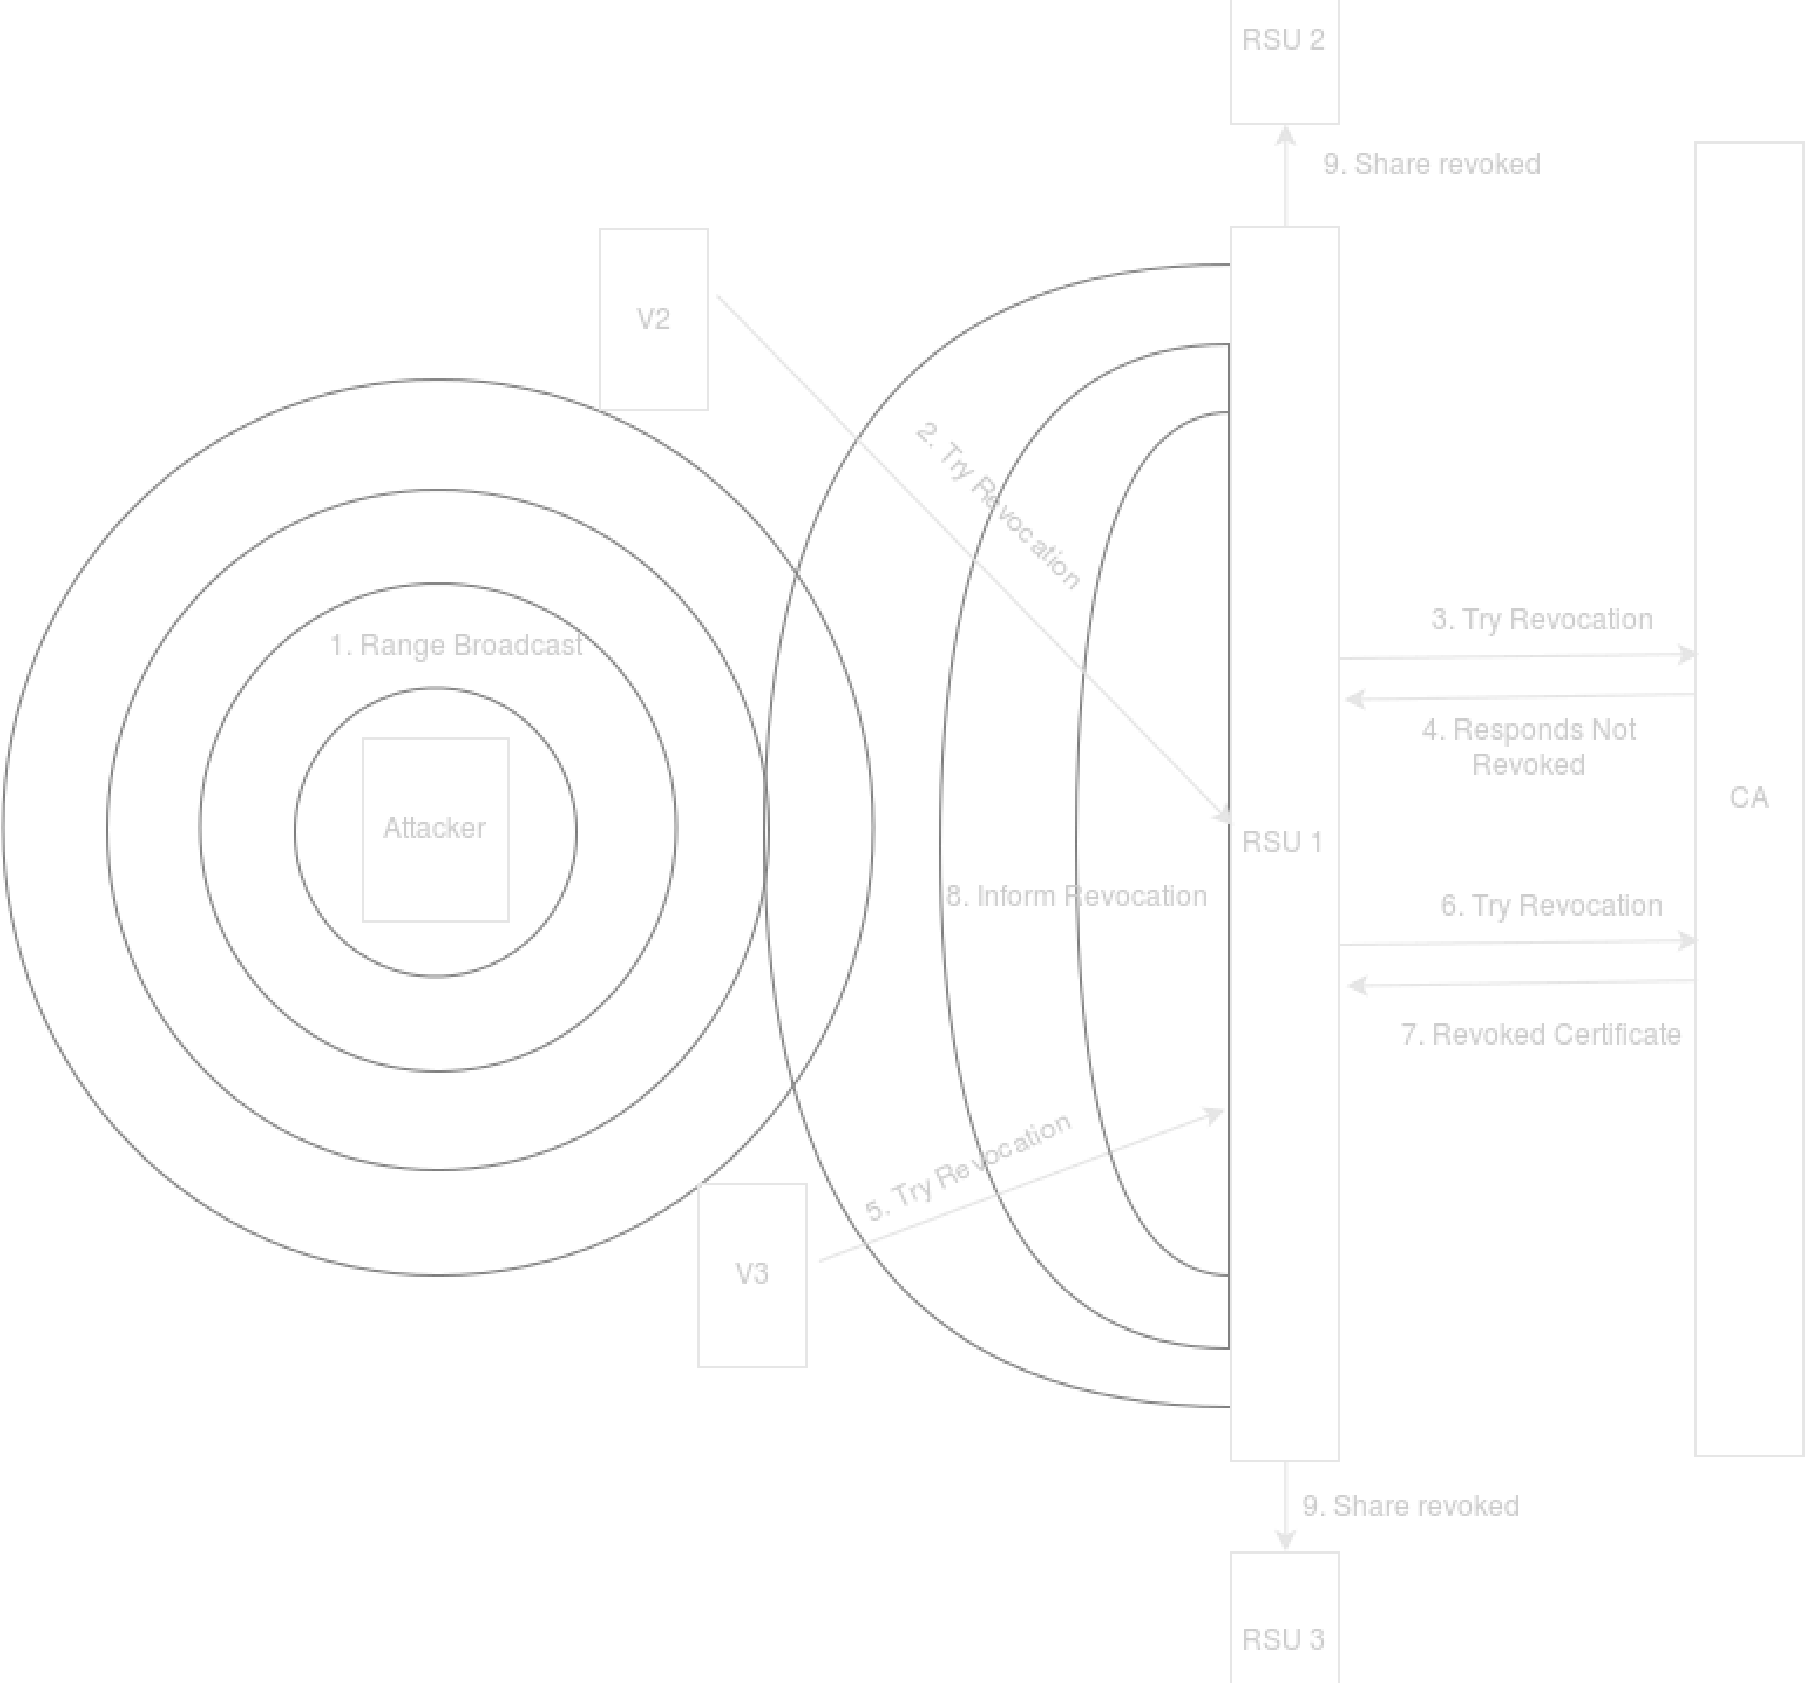 RSU 2
9. Share revoked
V2
2. Try Revocation
3. Try Revocation
1. Range Broadcast
4. Responds Not
Revoked
CA
Attacker
RSU 1
8. Inform Revocation
6. Try Revocation
7. Revoked Certificate
5. Try Revocation
V3
9. Share revoked
RSU 3